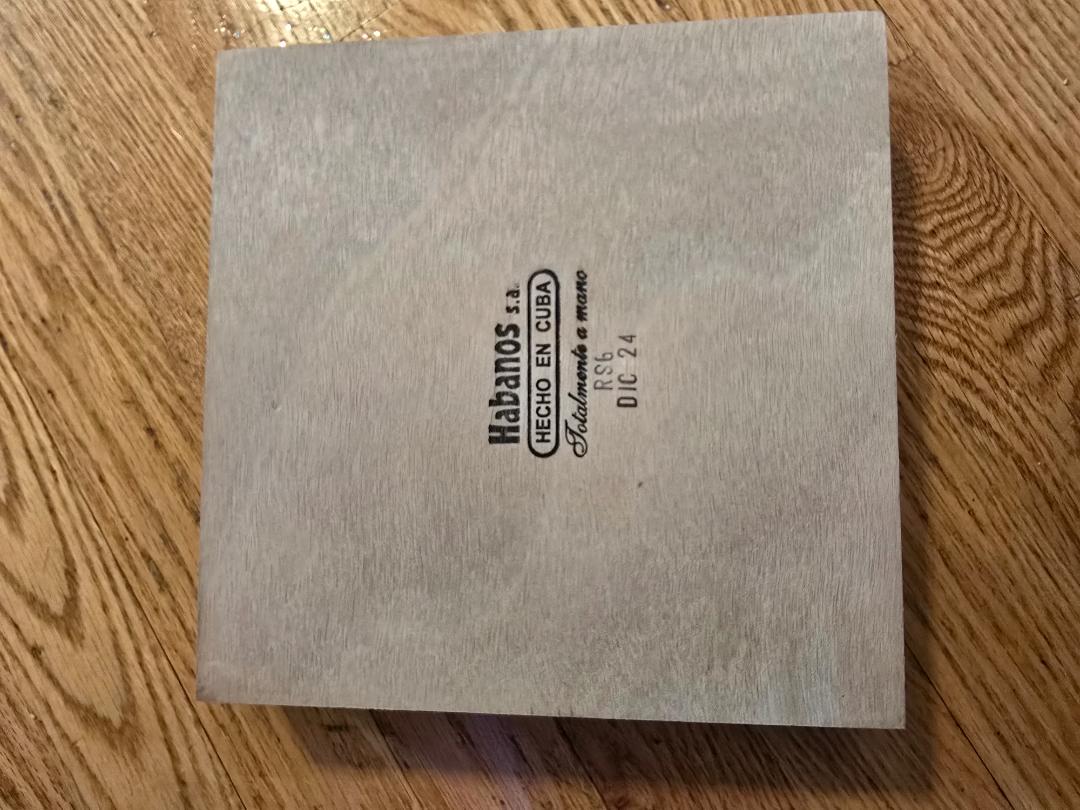 Habanos s.a.
HECHO EN CUBA
Totalmente a mano
RS6
DIC 24